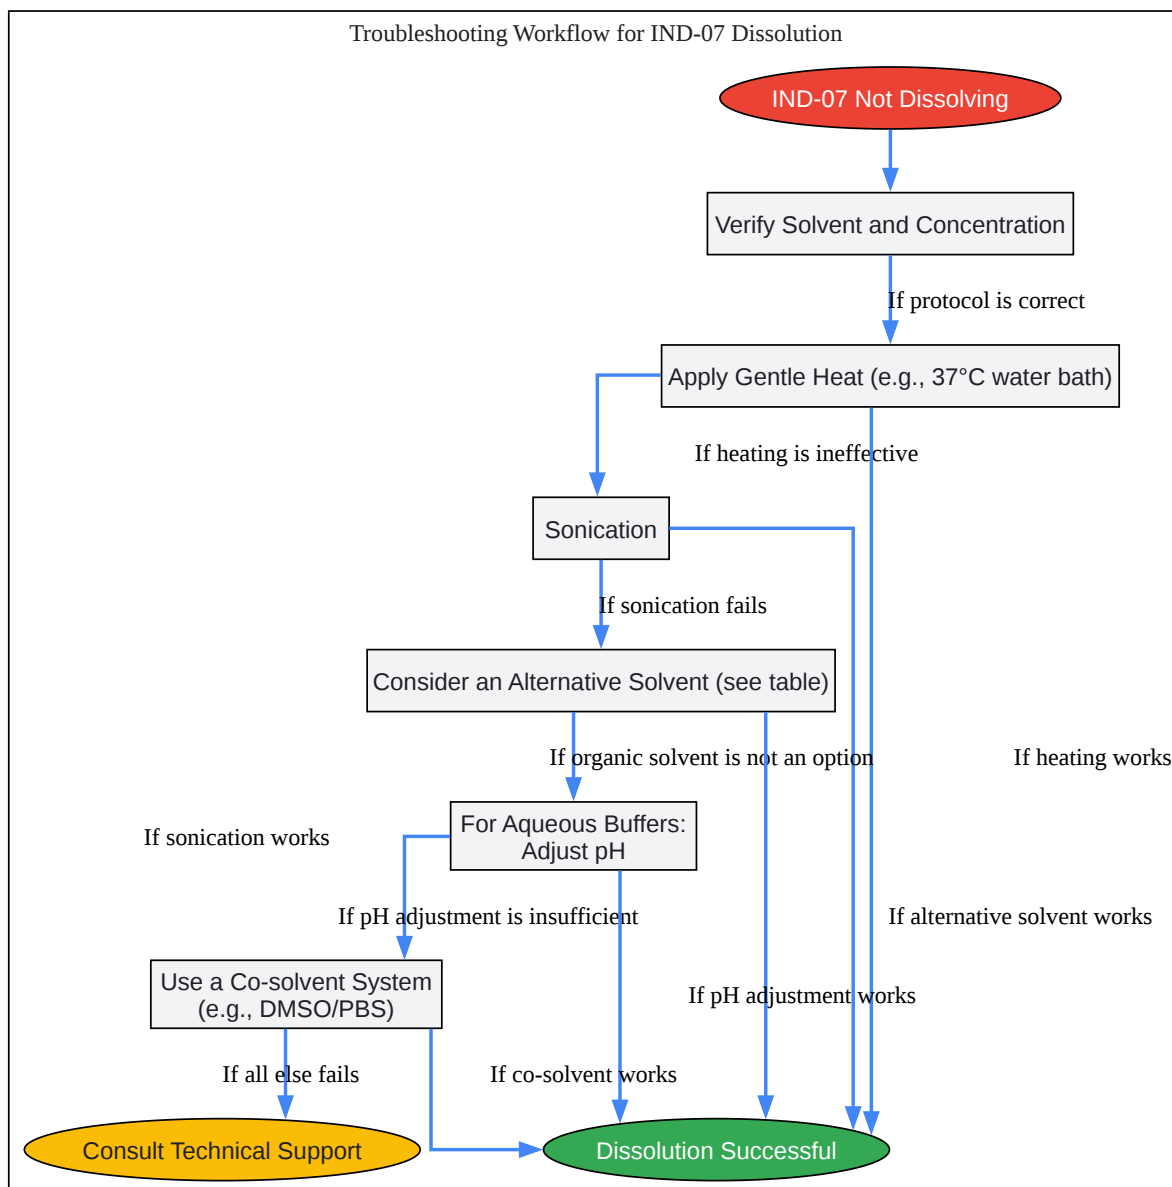 Troubleshooting Workflow for IND-07 Dissolution
IND-07 Not Dissolving
Verify Solvent and Concentration
If protocol is correct
Apply Gentle Heat (e.g., 37°C water bath)
If heating is ineffective
Sonication
If sonication fails
Consider an Alternative Solvent (see table)
If organic solvent is not an option
If heating works
For Aqueous Buffers:
Adjust pH
If sonication works
If pH adjustment is insufficient
If alternative solvent works
Use a Co-solvent System
(e.g., DMSO/PBS)
If pH adjustment works
If all else fails
If co-solvent works
Consult Technical Support
Dissolution Successful